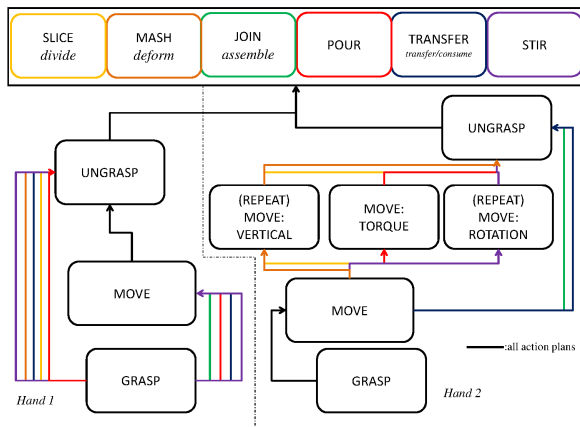 SLICE
divide
MASH
deform
JOIN
assemble
POUR
TRANSFER
transfer/consume
STIR
UNGRASP
MOVE
GRASP
Hand 1
UNGRASP
(REPEAT)
MOVE:
VERTICAL
MOVE:
TORQUE
(REPEAT)
MOVE:
ROTATION
MOVE
GRASP
Hand 2
:all action plans